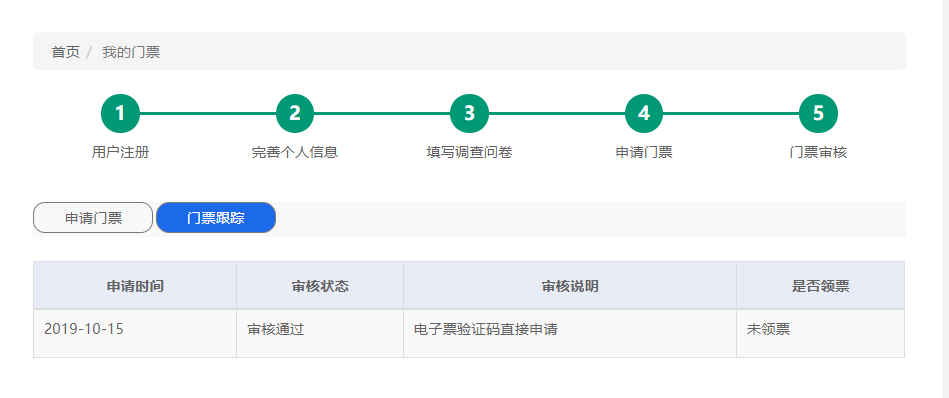 首页 / 我的门票
1 2 3 4 5
用户注册 完善个人信息 填写调查问卷 申请门票 门票审核
申请门票 门票跟踪
申请时间 审核状态 审核说明 是否领票
2019-10-15 审核通过 电子票验证码直接申请 未领票